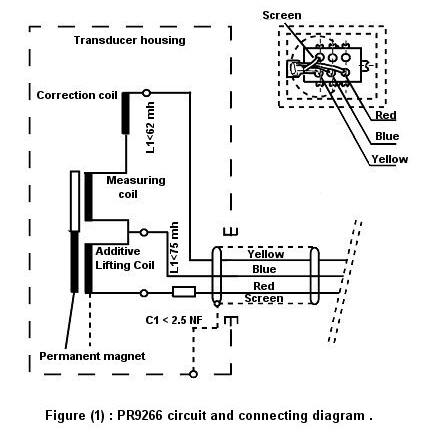 Screen
Transducer housing
Correction coil
L1<62 mh
Red
Blue
Yellow
Measuring
coil
L1<75 mh
Additive
Lifting Coil
Yellow
Blue
Red
Screen
C1 < 2.5 NF
Permanent magnet
Figure (1) : PR9266 circuit and connecting diagram .